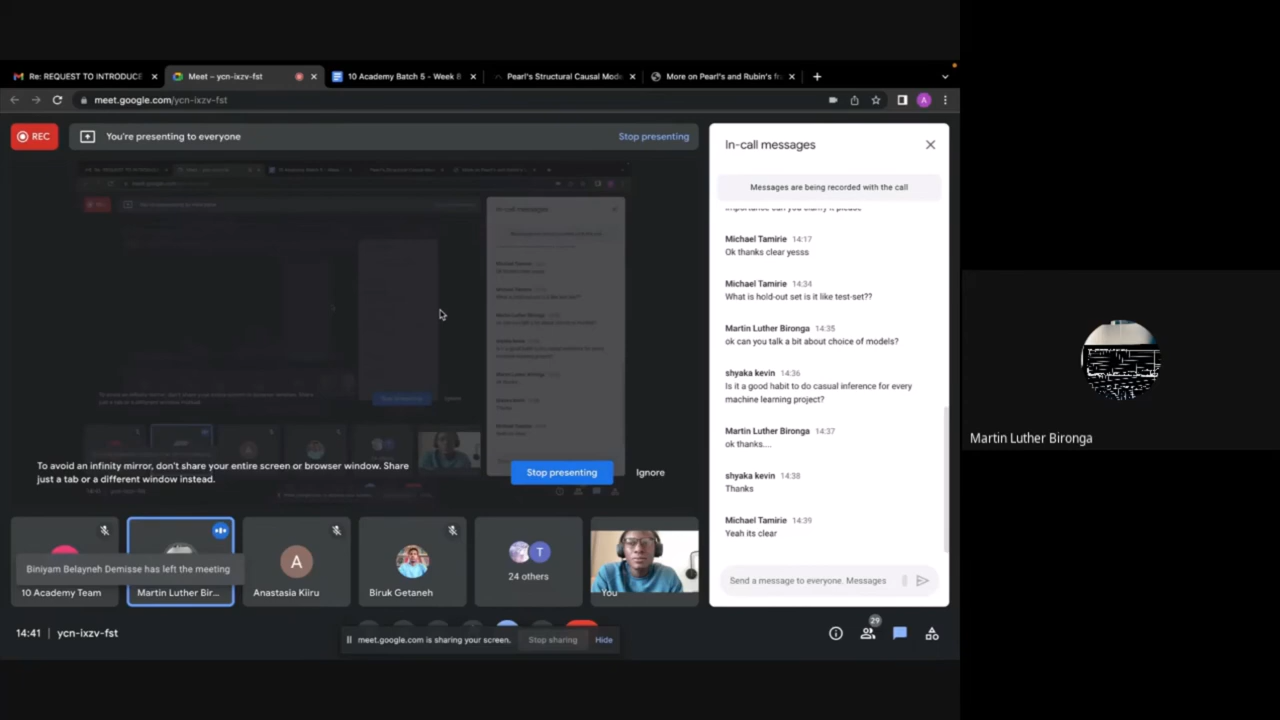 Re: REQUEST TO INTRODUCE
Meet – ycn-ixzv-fst
10 Academy Batch 5 - Week 8
Pearl's Structural Causal Mode
More on Pearl's and Rubin's fra
meet.google.com/ycn-ixzv-fst
A
REC
You're presenting to everyone
Stop presenting
In-call messages
Messages are being recorded with the call
importance can you clarify it please
Michael Tamirie 14:17
Ok thanks clear yesss
Michael Tamirie 14:34
What is hold-out set is it like test-set??
Martin Luther Bironga 14:35
ok can you talk a bit about choice of models?
shyaka kevin 14:36
Is it a good habit to do casual inference for every
machine learning project?
Martin Luther Bironga 14:37
ok thanks....
shyaka kevin 14:38
Thanks
Michael Tamirie 14:39
Yeah its clear
Send a message to everyone. Messages
To avoid an infinity mirror, don't share your entire screen or browser window. Share
just a tab or a different window instead.
Stop presenting
Ignore
Biniyam Belayneh Demisse has left the meeting
10 Academy Team
Martin Luther Bir...
A
Anastasia Kiiru
Biruk Getaneh
T
24 others
You
14:41 | ycn-ixzv-fst
meet.google.com is sharing your screen.
Stop sharing
Hide
29
Martin Luther Bironga